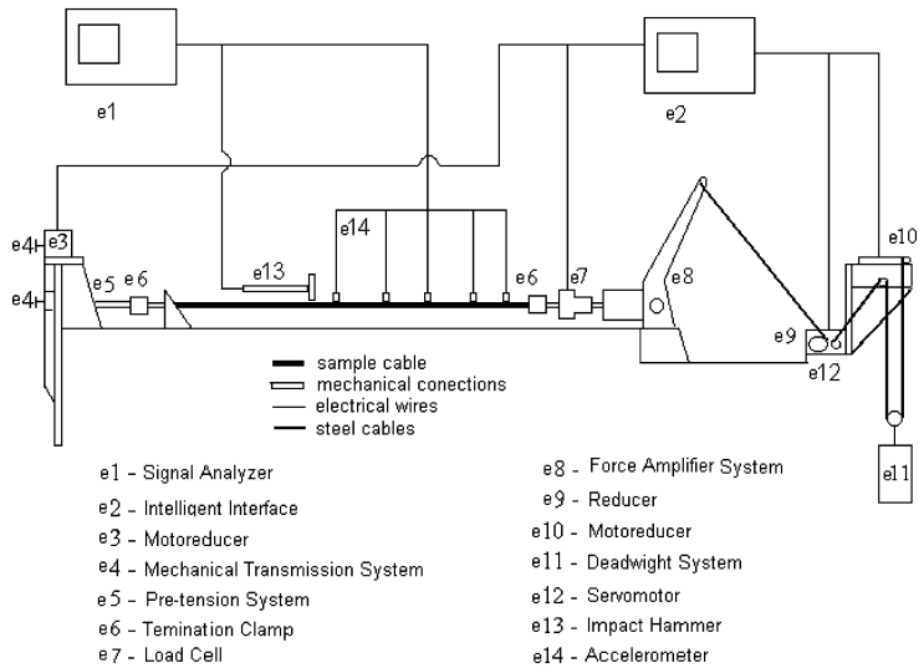 e1
e2
e14
e10
e4
e3
e13
e8
e5
e6
e6
e7
e4
e9
e12
e11
sample cable
mechanical conections
electrical wires
steel cables
e1 - Signal Analyzer
e2 - Intelligent Interface
e3 - Motoreducer
e4 - Mechanical Transmission System
e5 - Pre-tension System
e6 - Temination Clamp
e7 - Load Cell
e8 - Force Amplifier System
e9 - Reducer
e10 - Motoreducer
e11 - Deadwight System
e12 - Servomotor
e13 - Impact Hammer
e14 - Accelerometer